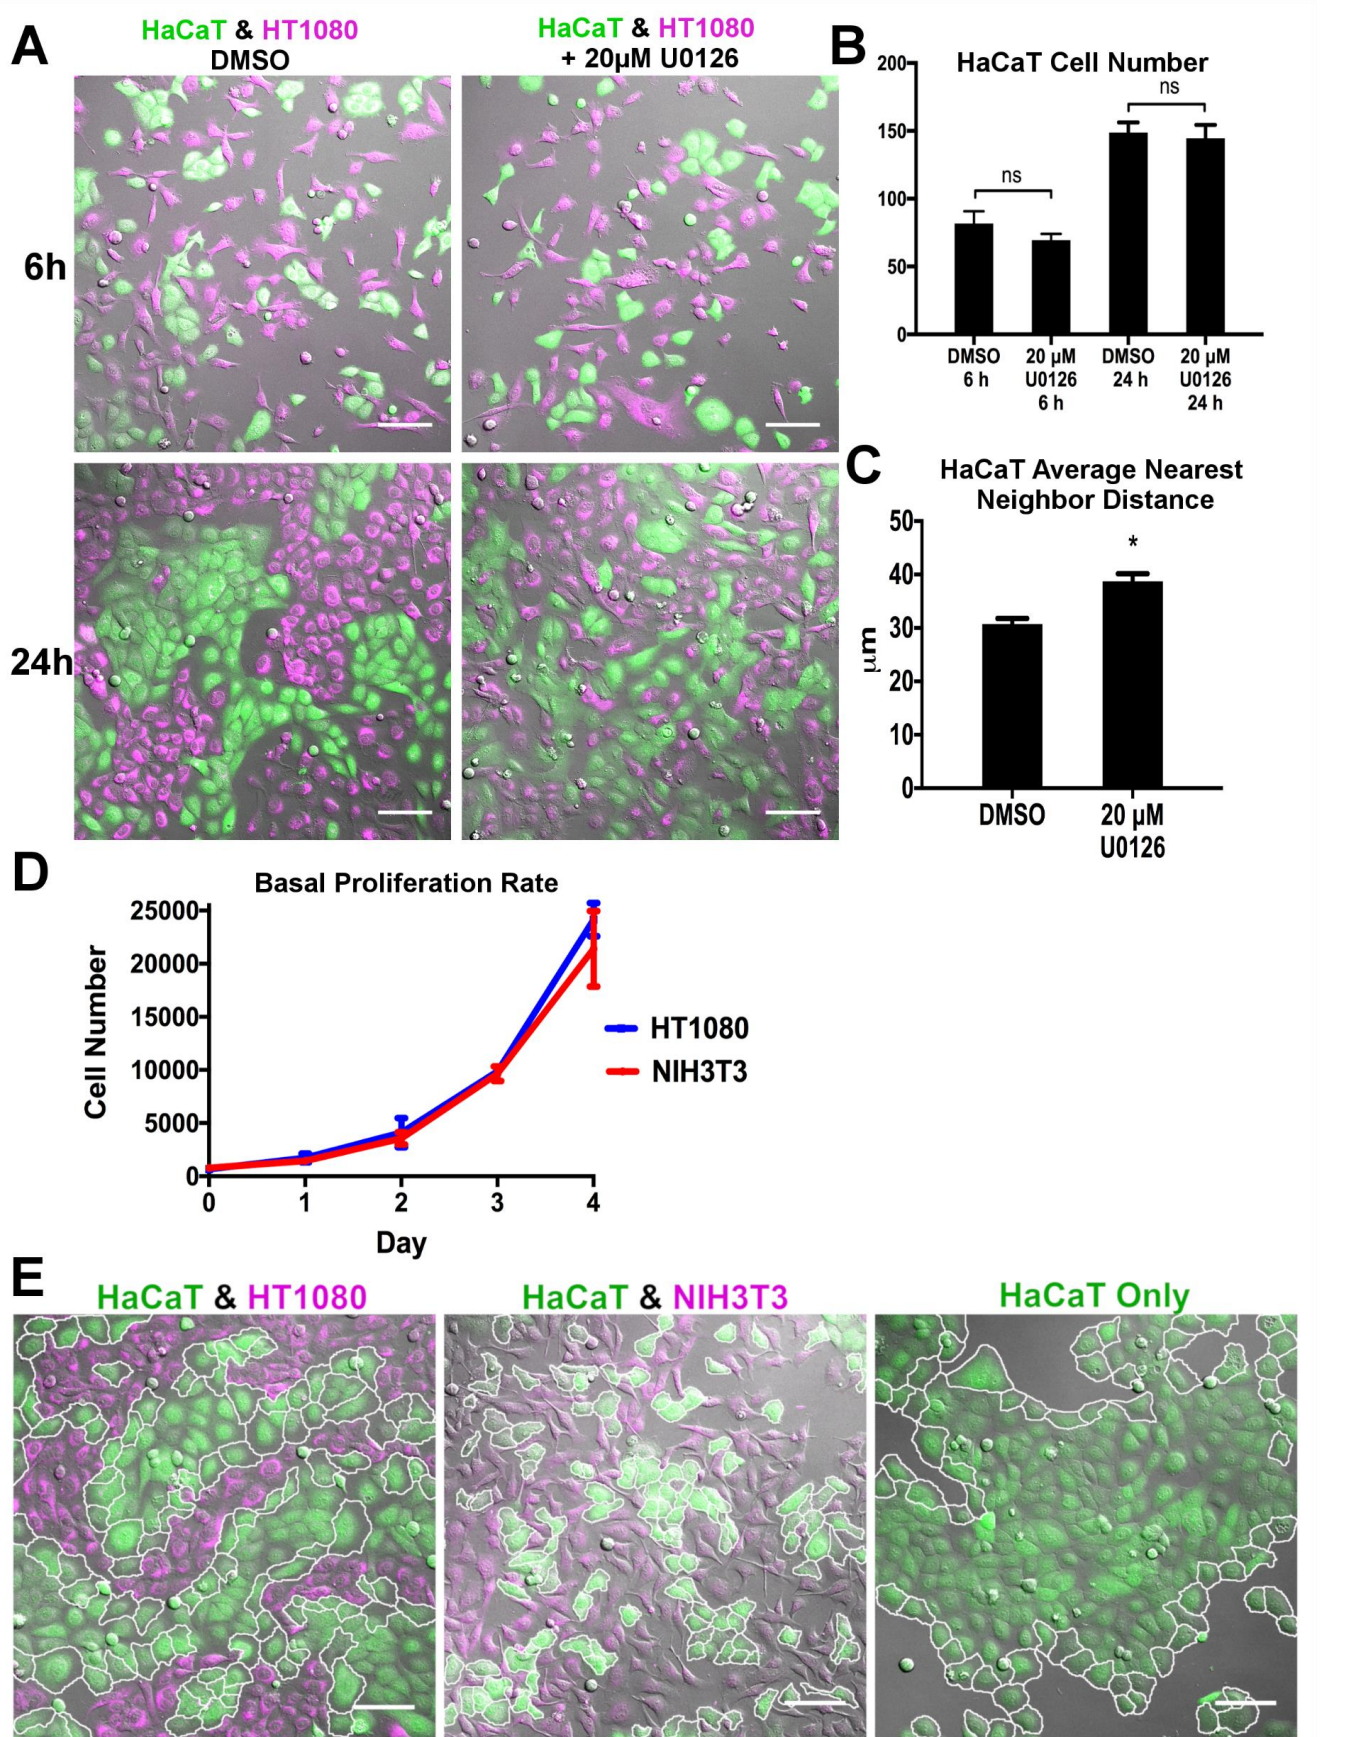 A
HaCaT & HT1080
DMSO
HaCaT & HT1080
+ 20µM U0126
6h
24h
B
HaCaT Cell Number
200
150
100
50
0
ns
ns
DMSO
6 h
20 µM
U0126
6 h
DMSO
24 h
20 µM
U0126
24 h
C
HaCaT Average Nearest
Neighbor Distance
50
40
30
20
10
0
µm
*
DMSO
20 µM
U0126
D
Basal Proliferation Rate
25000
20000
15000
10000
5000
0
Cell Number
0 1 2 3 4
Day
HT1080
NIH3T3
E
HaCaT & HT1080
HaCaT & NIH3T3
HaCaT Only